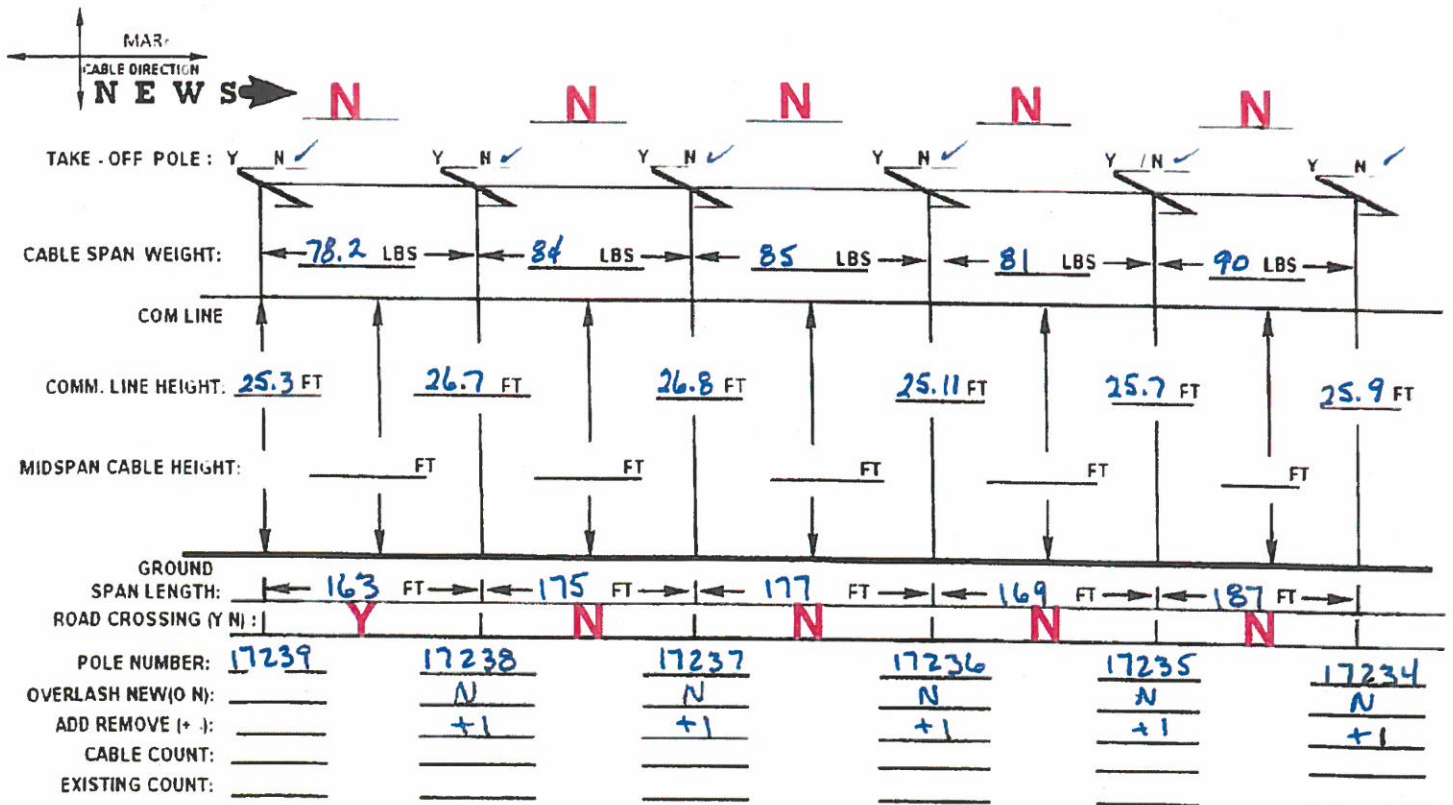 MAR
CABLE DIRECTION
N E W S N N N N N
TAKE - OFF POLE : Y N ✓ Y N ✓ Y N ✓ Y N ✓ Y / N ✓ Y N ✓
CABLE SPAN WEIGHT: 78.2 LBS 84 LBS 85 LBS 81 LBS 90 LBS
COM LINE
COMM. LINE HEIGHT. 25.3 FT 26.7 FT 26.8 FT 25.11 FT 25.7 FT 25.9 FT
MIDSPAN CABLE HEIGHT: FT FT FT FT FT
GROUND
SPAN LENGTH: 163 FT 175 FT 177 FT 169 FT 187 FT
ROAD CROSSING (Y N) : Y N N N N
POLE NUMBER: 17239 17238 17237 17236 17235 17234
OVERLASH NEW(O N): N N N N N
ADD REMOVE (+ -): +1 +1 +1 +1 +1
CABLE COUNT:
EXISTING COUNT: